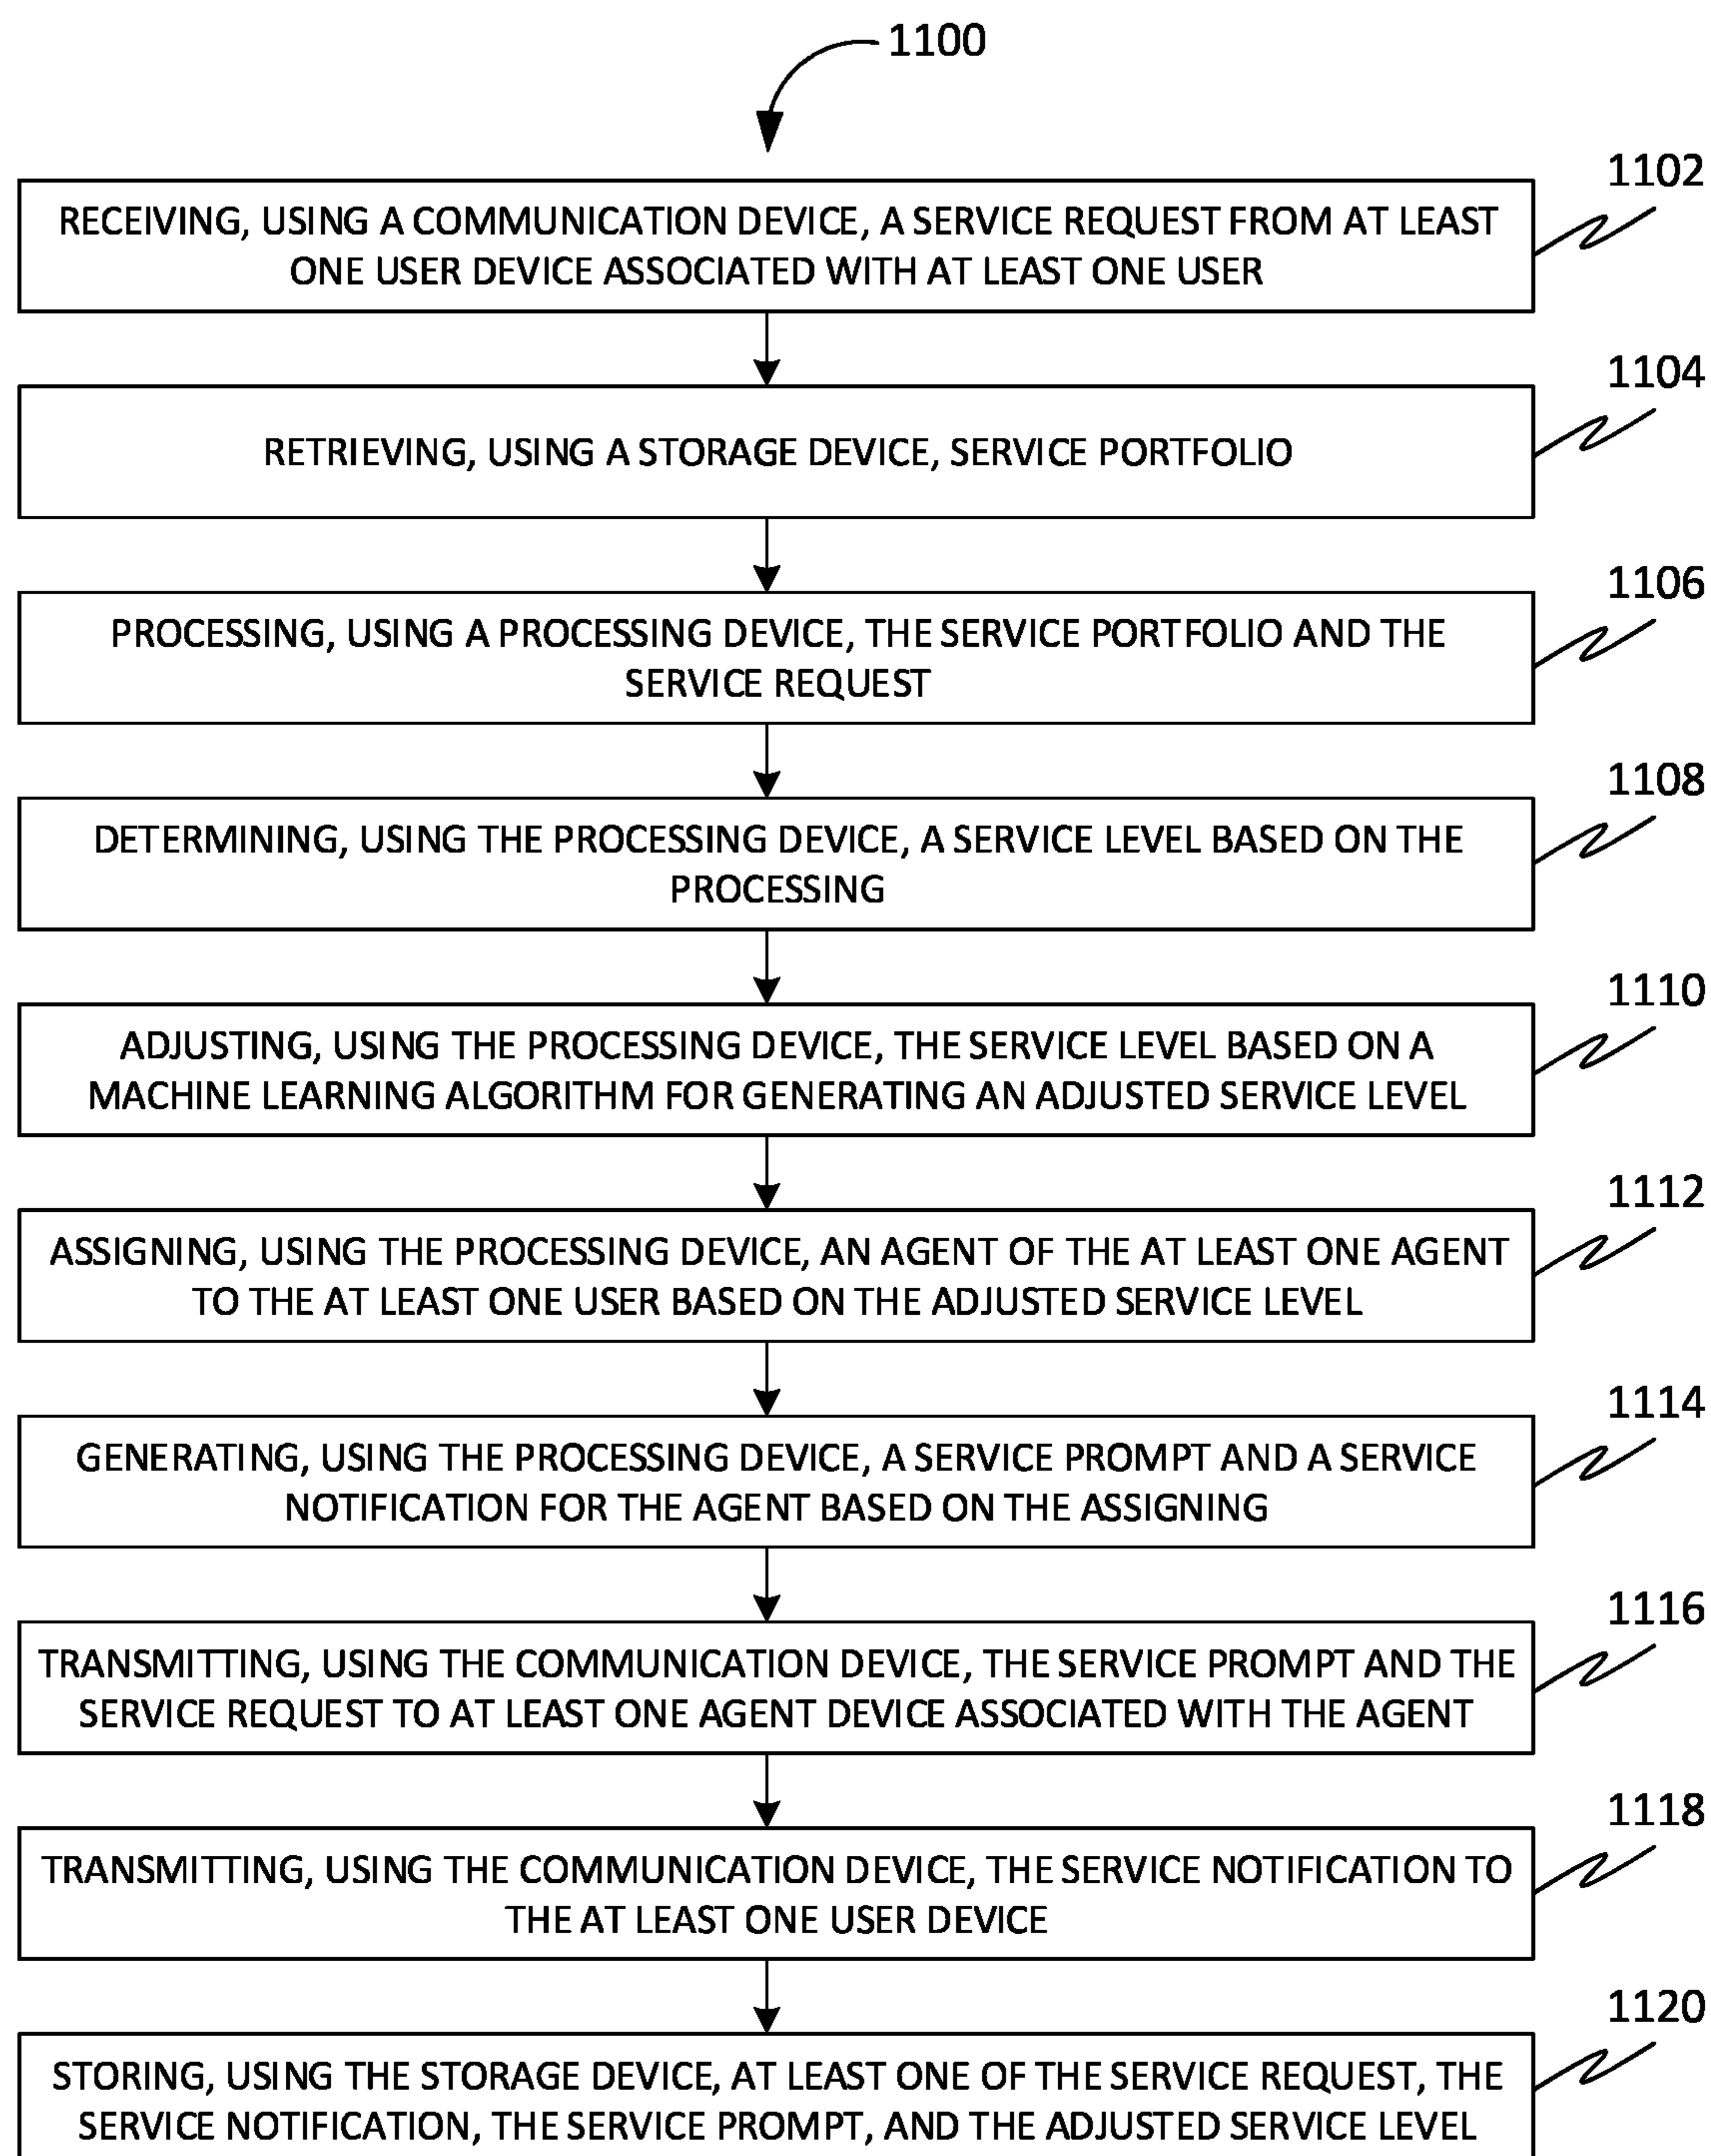 1100
1102
RECEIVING, USING A COMMUNICATION DEVICE, A SERVICE REQUEST FROM AT LEAST
ONE USER DEVICE ASSOCIATED WITH AT LEAST ONE USER
1104
RETRIEVING, USING A STORAGE DEVICE, SERVICE PORTFOLIO
1106
PROCESSING, USING A PROCESSING DEVICE, THE SERVICE PORTFOLIO AND THE
SERVICE REQUEST
1108
DETERMINING, USING THE PROCESSING DEVICE, A SERVICE LEVEL BASED ON THE
PROCESSING
1110
ADJUSTING, USING THE PROCESSING DEVICE, THE SERVICE LEVEL BASED ON A
MACHINE LEARNING ALGORITHM FOR GENERATING AN ADJUSTED SERVICE LEVEL
1112
ASSIGNING, USING THE PROCESSING DEVICE, AN AGENT OF THE AT LEAST ONE AGENT
TO THE AT LEAST ONE USER BASED ON THE ADJUSTED SERVICE LEVEL
1114
GENERATING, USING THE PROCESSING DEVICE, A SERVICE PROMPT AND A SERVICE
NOTIFICATION FOR THE AGENT BASED ON THE ASSIGNING
1116
TRANSMITTING, USING THE COMMUNICATION DEVICE, THE SERVICE PROMPT AND THE
SERVICE REQUEST TO AT LEAST ONE AGENT DEVICE ASSOCIATED WITH THE AGENT
1118
TRANSMITTING, USING THE COMMUNICATION DEVICE, THE SERVICE NOTIFICATION TO
THE AT LEAST ONE USER DEVICE
1120
STORING, USING THE STORAGE DEVICE, AT LEAST ONE OF THE SERVICE REQUEST, THE
SERVICE NOTIFICATION, THE SERVICE PROMPT, AND THE ADJUSTED SERVICE LEVEL